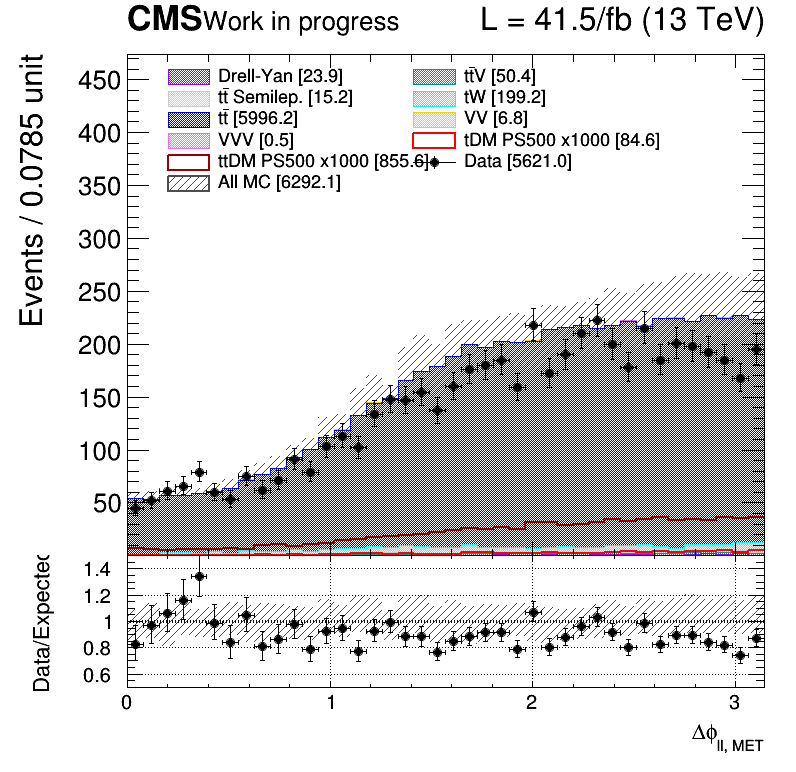 CMS Work in progress L = 41.5/fb (13 TeV)
Events / 0.0785 unit
450
400
350
300
250
200
150
100
50
Drell-Yan [23.9] tt̄V [50.4]
tt̄ Semilep. [15.2] tW [199.2]
tt̄ [5996.2] VV [6.8]
VVV [0.5] tDM PS500 x1000 [84.6]
ttDM PS500 x1000 [855.6] Data [5621.0]
All MC [6292.1]
Data/Expected
1.4
1.2
1
0.8
0.6
0 1 2 3
Δϕll, MET